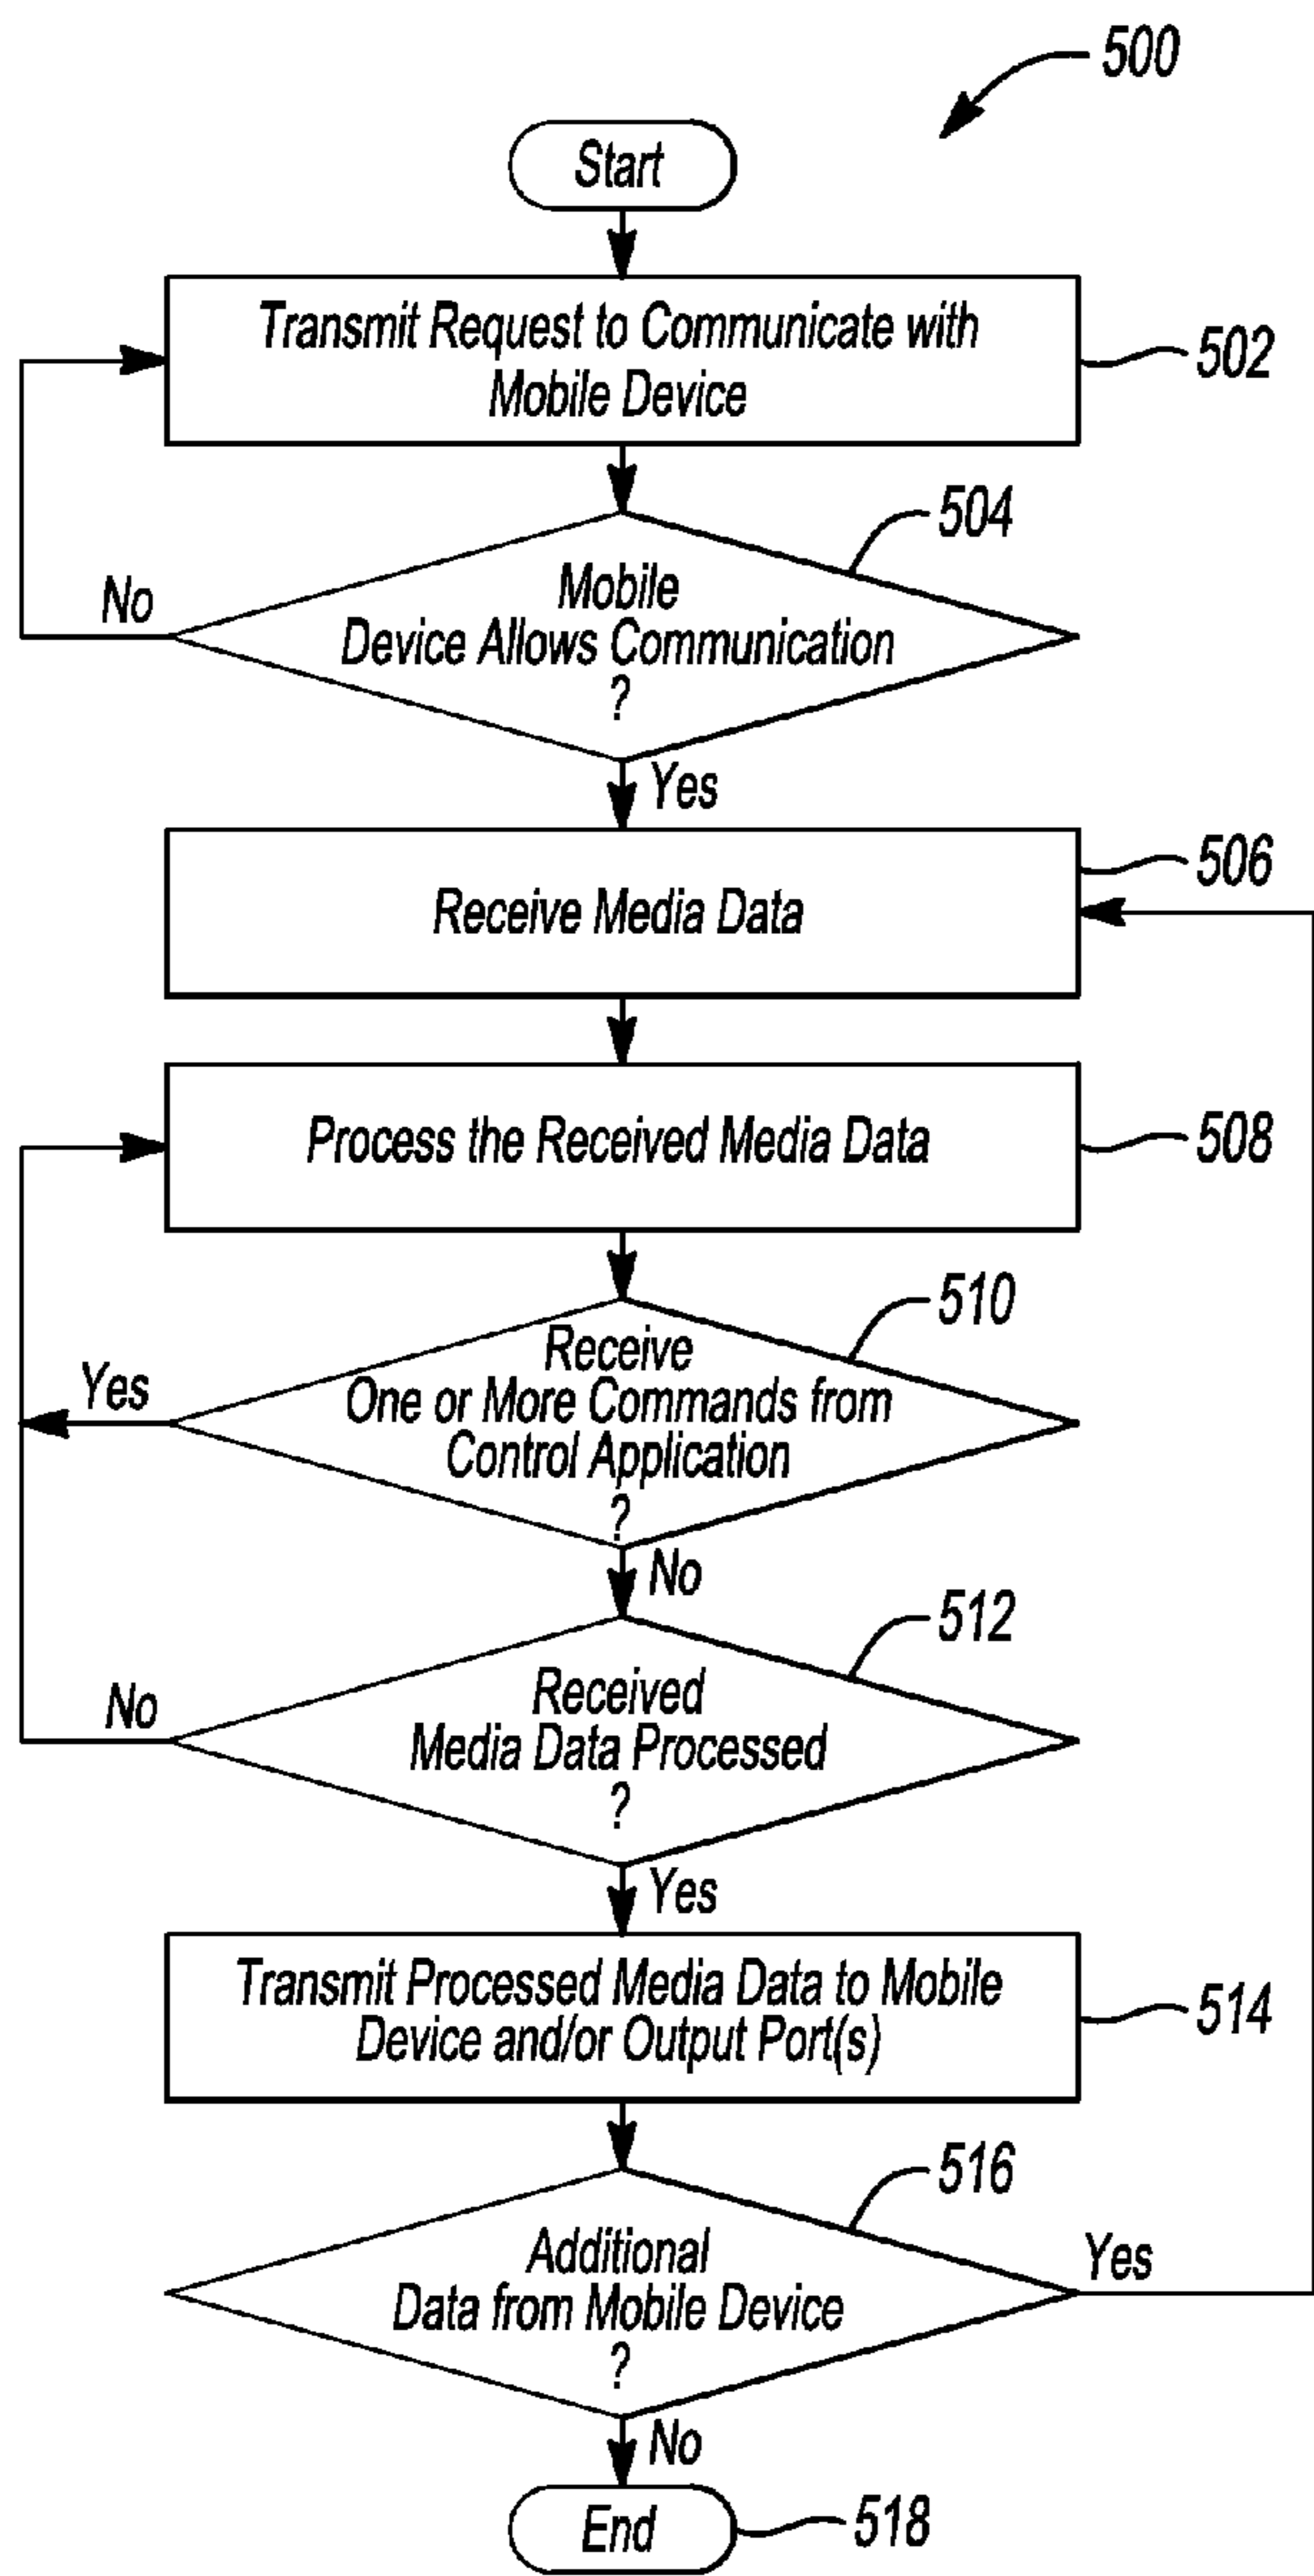 500
Start
Transmit Request to Communicate with
Mobile Device
502
504
Mobile
Device Allows Communication
?
No
Yes
506
Receive Media Data
Process the Received Media Data
508
510
Receive
One or More Commands from
Control Application
?
Yes
No
512
Received
Media Data Processed
?
No
Yes
Transmit Processed Media Data to Mobile
Device and/or Output Port(s)
514
516
Additional
Data from Mobile Device
?
Yes
No
End
518